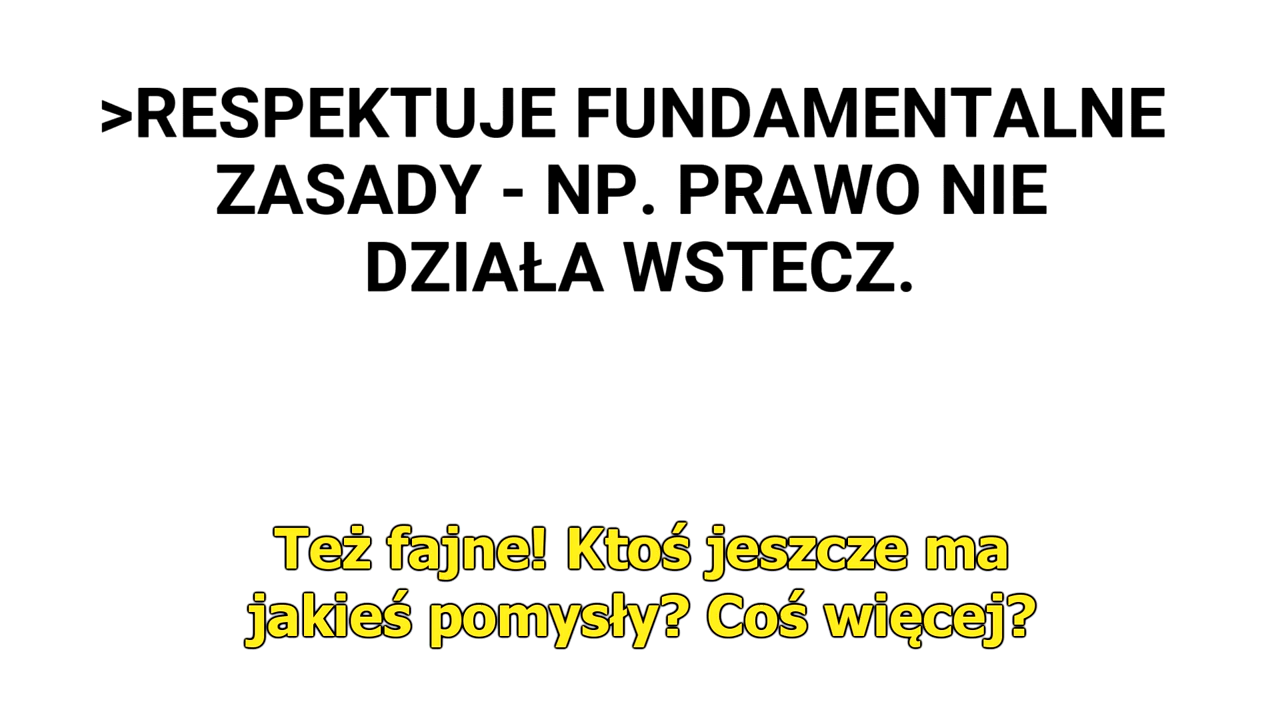 >RESPEKTUJE FUNDAMENTALNE
ZASADY - NP. PRAWO NIE
DZIAŁA WSTECZ.
Też fajne! Ktoś jeszcze ma
jakieś pomysły? Coś więcej?